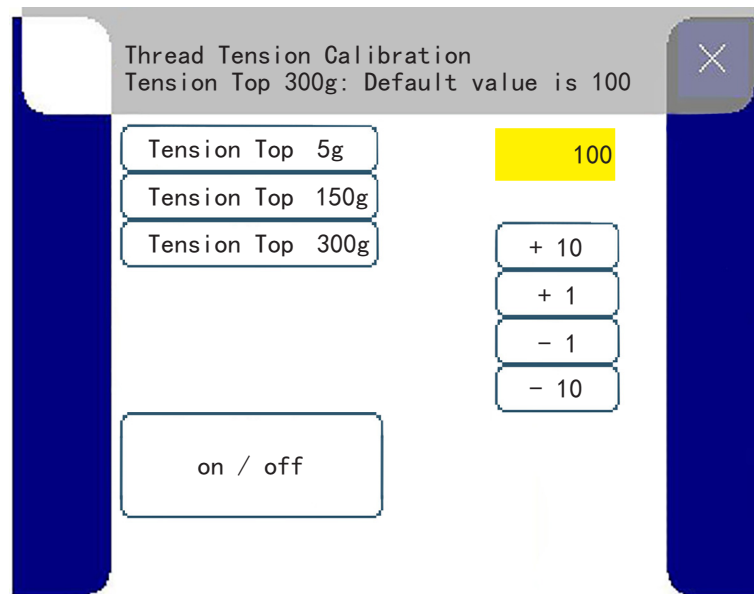 Thread Tension Calibration
Tension Top 300g: Default value is 100
Tension Top 5g
100
Tension Top 150g
Tension Top 300g
+ 10
+ 1
- 1
- 10
on / off